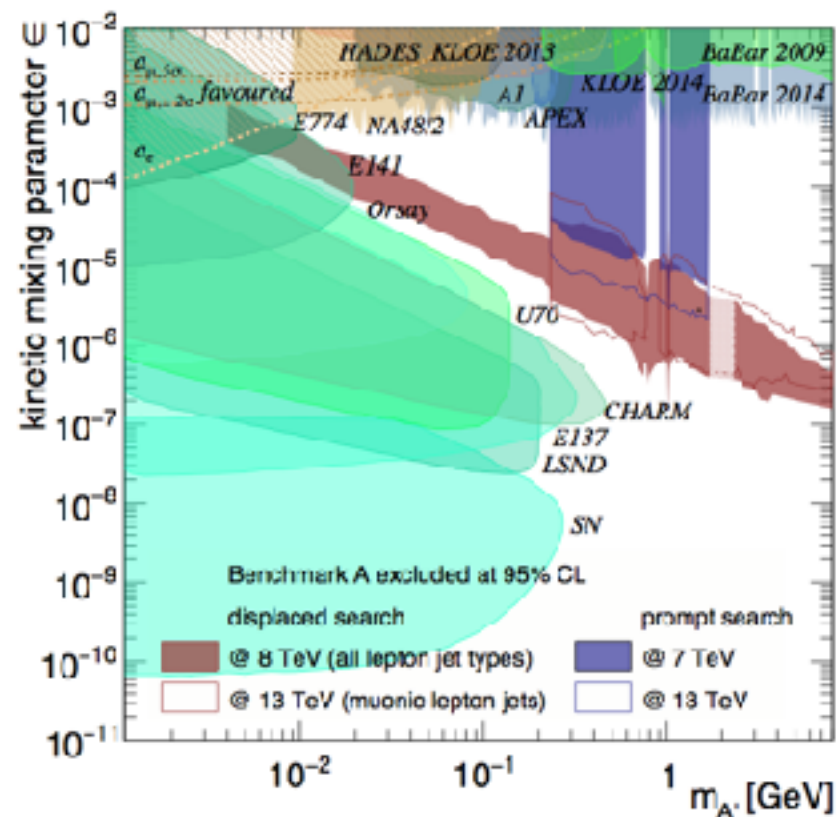 kinetic mixing parameter ϵ
10⁻²
10⁻³
10⁻⁴
10⁻⁵
10⁻⁶
10⁻⁷
10⁻⁸
10⁻⁹
10⁻¹⁰
10⁻¹¹
HADES KLOE 2013
BaBar 2009
KLOE 2014
BaBar 2014
favoured
A1
APEX
E774
NA48/2
aₑ
E141
Orsay
U70
CHARM
E137
LSND
SN
Benchmark A excluded at 95% CL
displaced search
prompt search
@ 8 TeV (all lepton jet types)
@ 7 TeV
@ 13 TeV (muonic lepton jets)
@ 13 TeV
10⁻²
10⁻¹
1
m_A' [GeV]